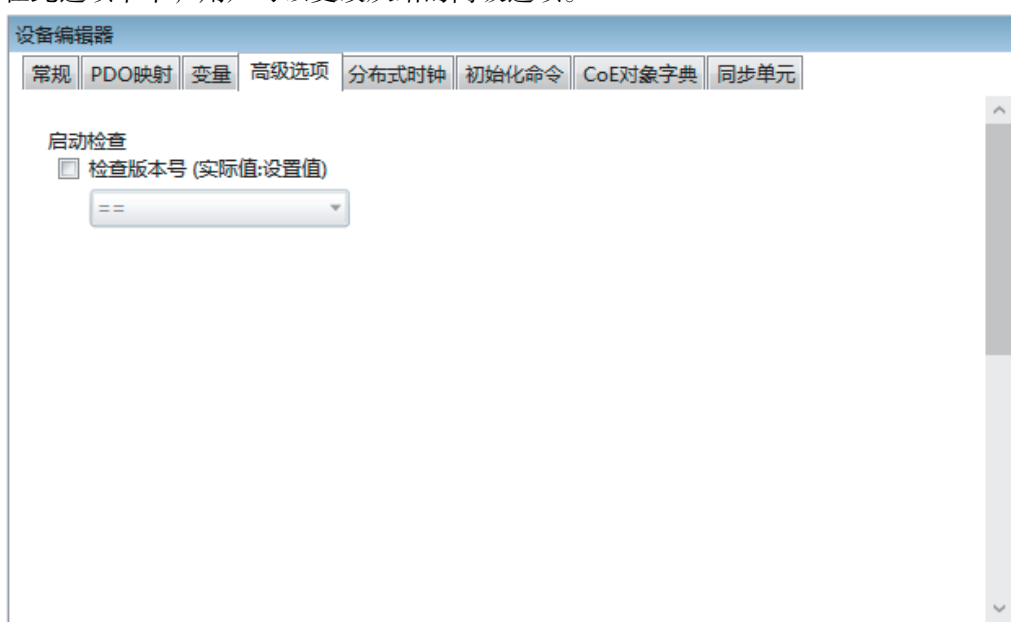 设备编辑器
常规 PDO映射 变量 高级选项 分布式时钟 初始化命令 CoE对象字典 同步单元
启动检查
检查版本号 (实际值:设置值)
==